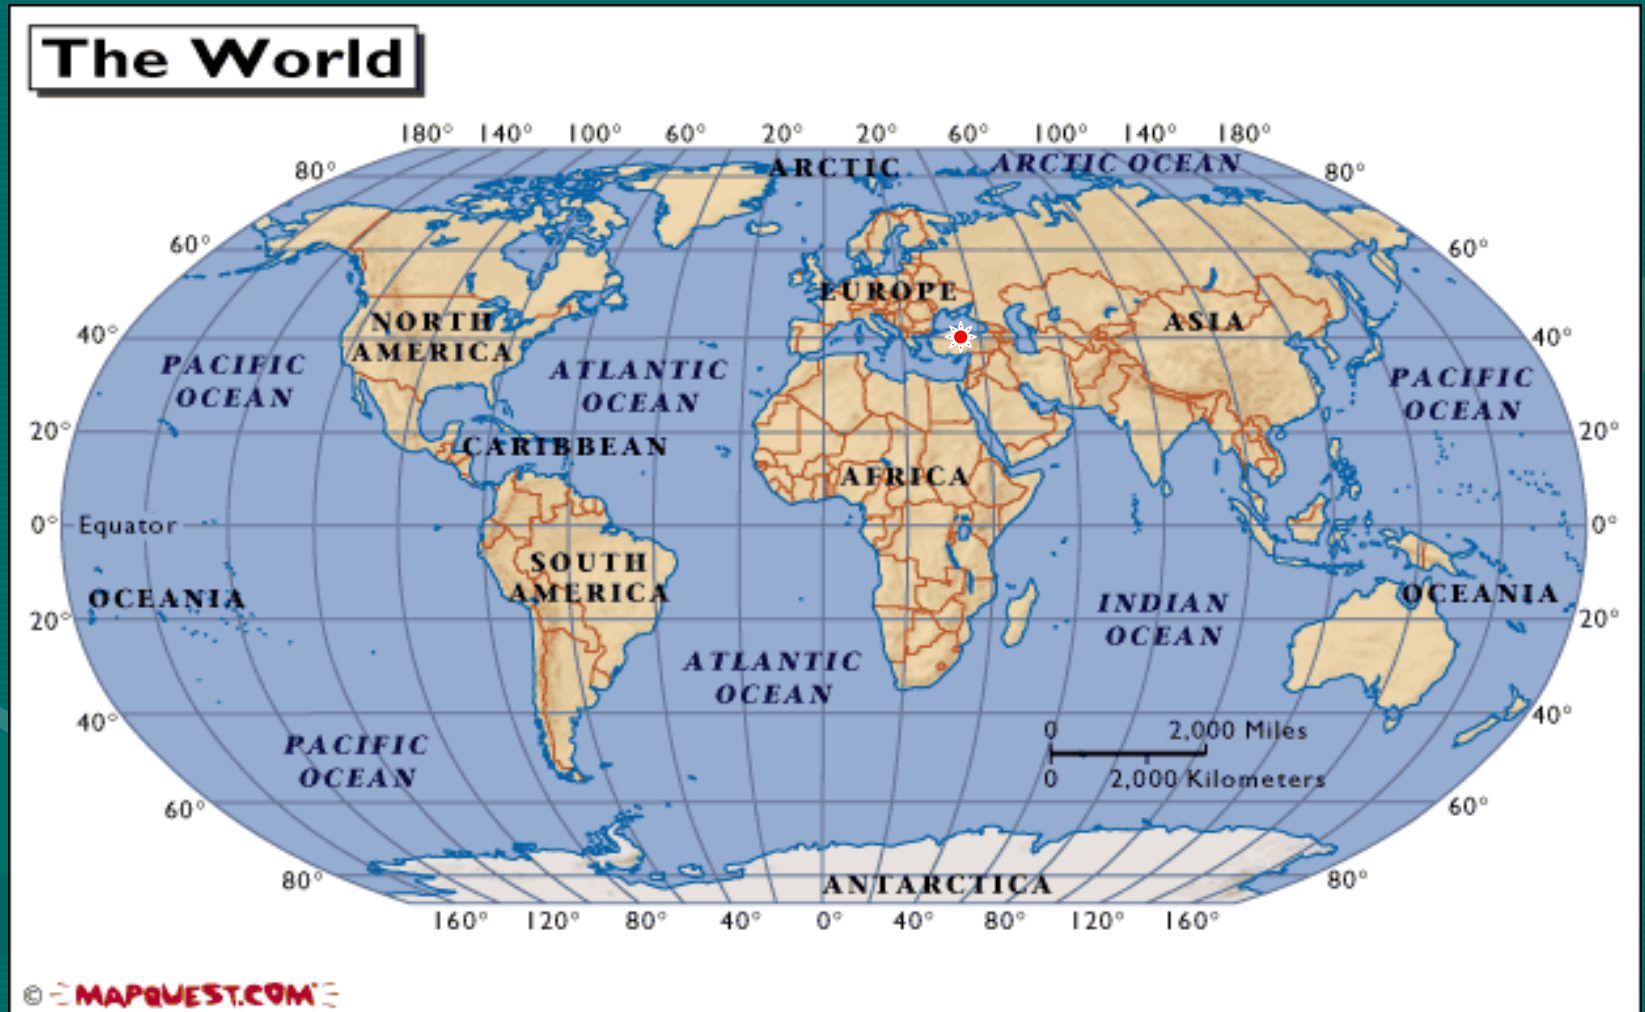 The World
180° 140° 100° 60° 20° 20° 60° 100° 140° 180°
ARCTIC
ARCTIC OCEAN
80°
80°
60°
60°
EUROPE
NORTH
AMERICA
ASIA
40°
40°
PACIFIC
OCEAN
ATLANTIC
OCEAN
PACIFIC
OCEAN
20°
20°
CARIBBEAN
AFRICA
0°
Equator
0°
SOUTH
AMERICA
OCEANIA
OCEANIA
INDIAN
OCEAN
20°
20°
ATLANTIC
OCEAN
40°
40°
0 2,000 Miles
0 2,000 Kilometers
PACIFIC
OCEAN
60°
60°
80°
80°
ANTARCTICA
160° 120° 80° 40° 0° 40° 80° 120° 160°
© MAPQUEST.COM